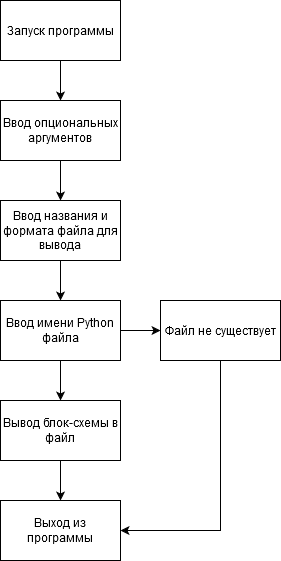 Запуск программы
Ввод опциональных
аргументов
Ввод названия и
формата файла для
вывода
Ввод имени Python
файла
Файл не существует
Вывод блок-схемы в
файл
Выход из
программы